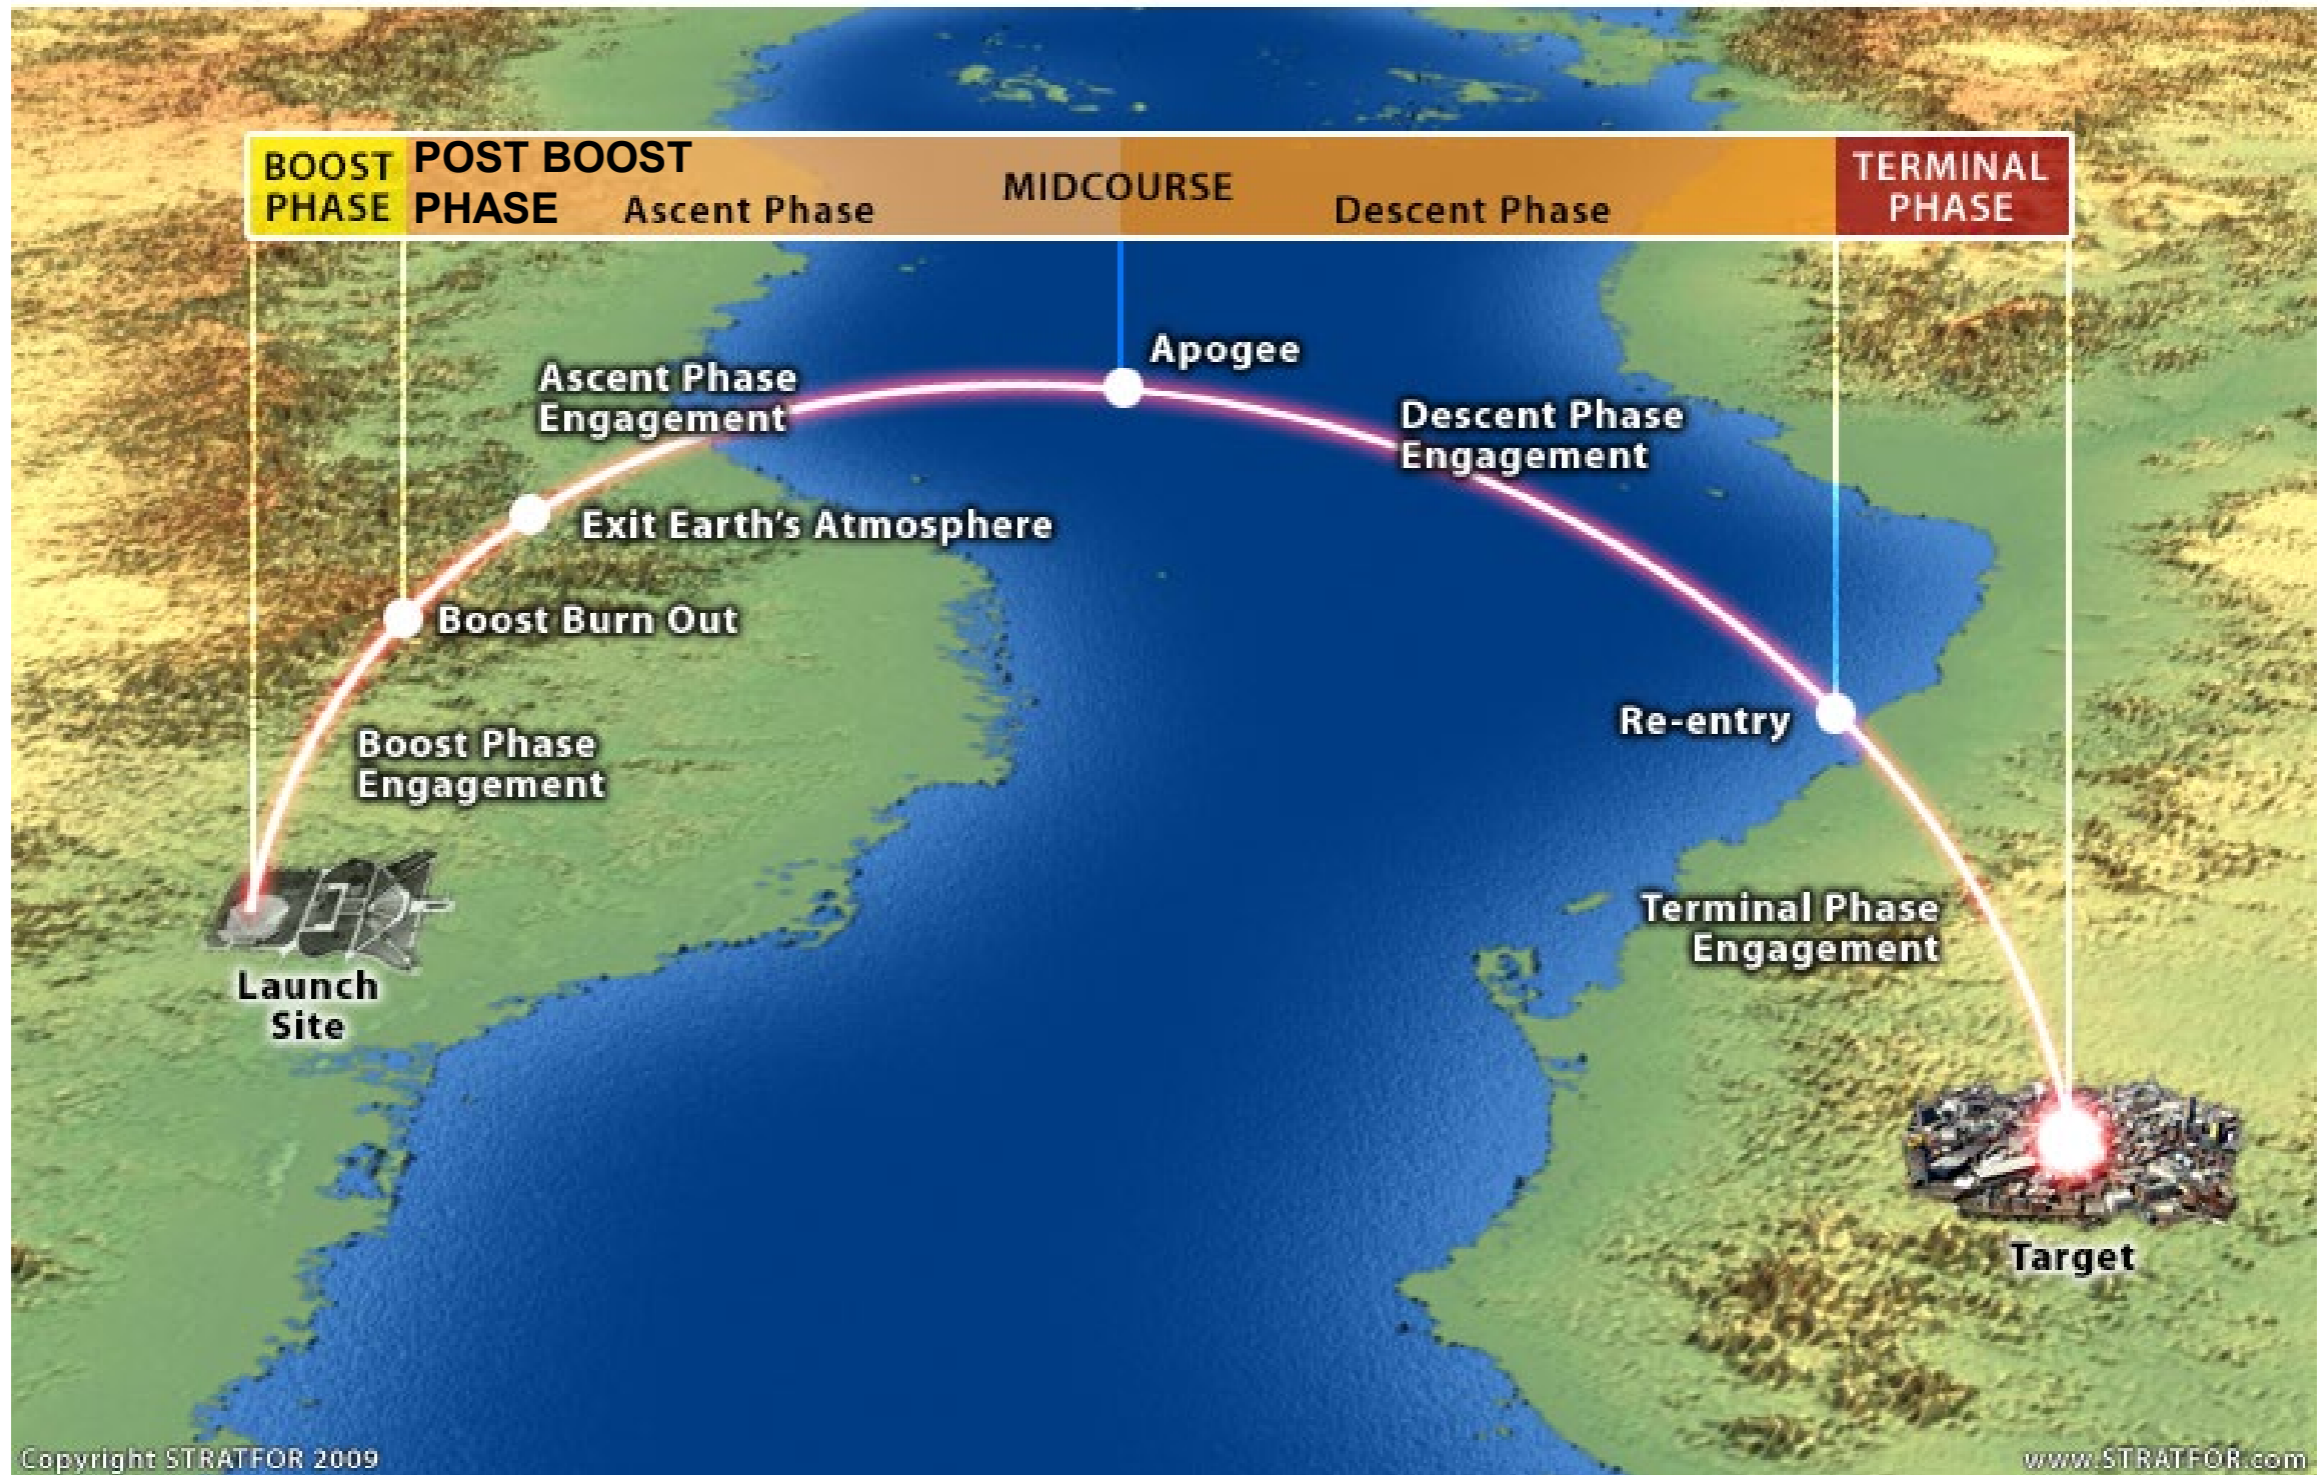 BOOST
PHASE
POST BOOST
PHASE
Ascent Phase
MIDCOURSE
Descent Phase
TERMINAL
PHASE
Apogee
Ascent Phase
Engagement
Descent Phase
Engagement
Exit Earth's Atmosphere
Boost Burn Out
Re-entry
Boost Phase
Engagement
Terminal Phase
Engagement
Launch
Site
Target
Copyright STRATFOR 2009
www.STRATFOR.com